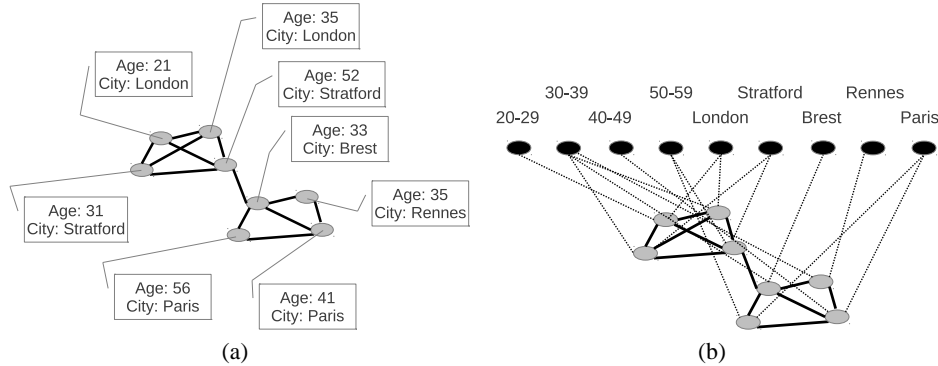 Age: 35
City: London
Age: 21
City: London
Age: 52
City: Stratford
Age: 33
City: Brest
Age: 31
City: Stratford
Age: 35
City: Rennes
Age: 56
City: Paris
Age: 41
City: Paris
(a)
30-39
50-59
Stratford
Rennes
20-29
40-49
London
Brest
Paris
(b)